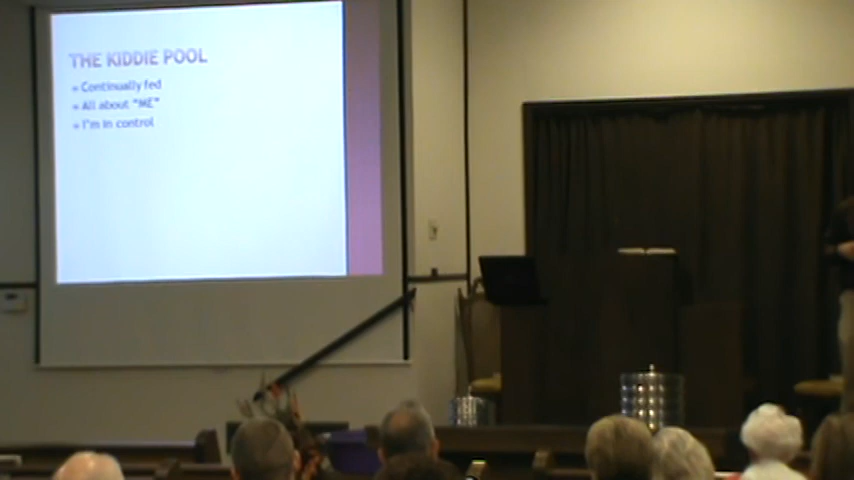 THE KIDDIE POOL
Continually fed
All about "ME"
I'm in control